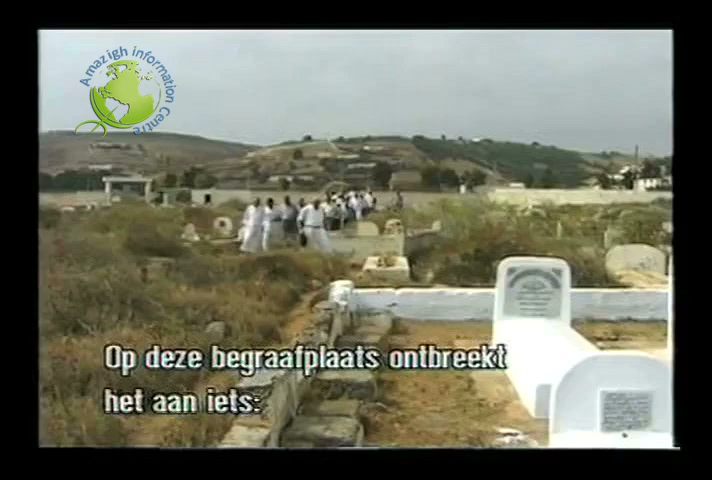 Amazigh information Centre
Op deze begraafplaats ontbreekt
het aan iets: